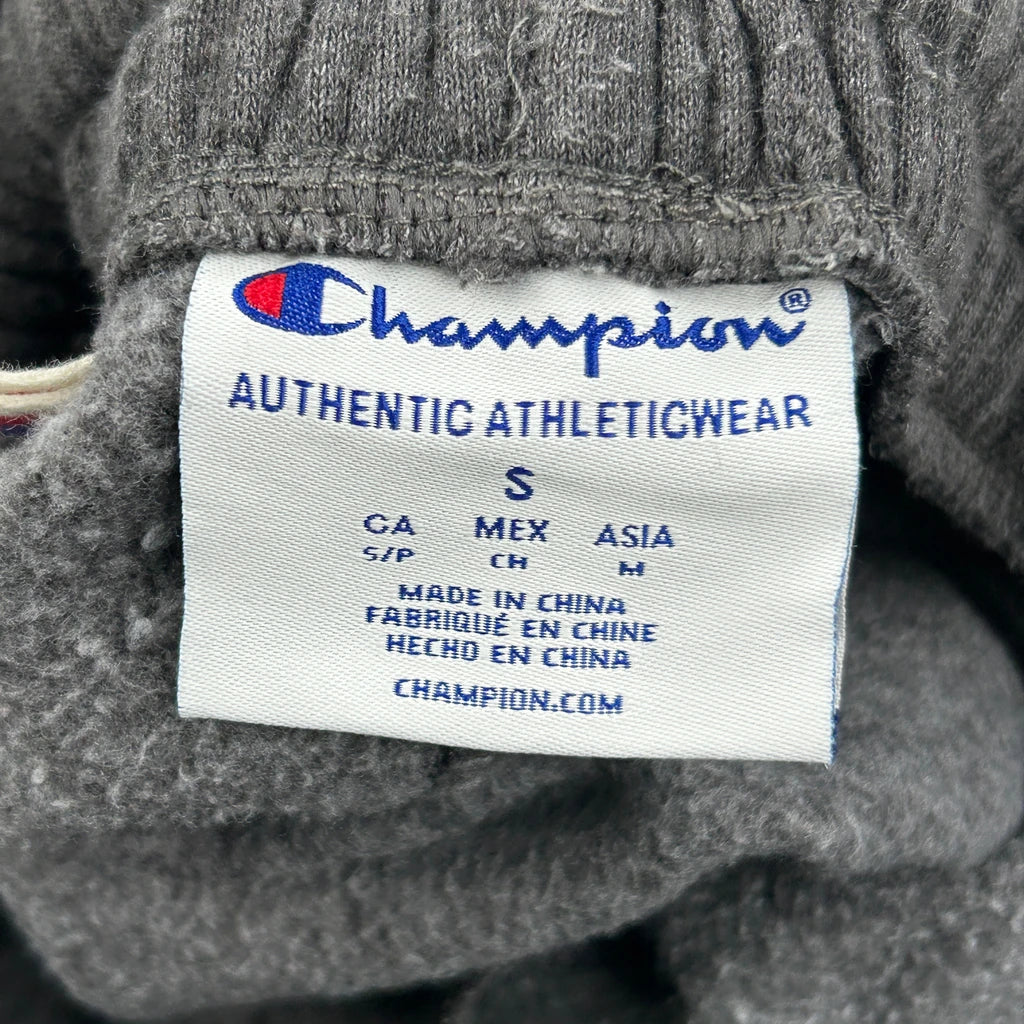 Champion®
AUTHENTIC ATHLETICWEAR
S
CA MEX ASIA
S/P CH M
MADE IN CHINA
FABRIQUÉ EN CHINE
HECHO EN CHINA
CHAMPION.COM